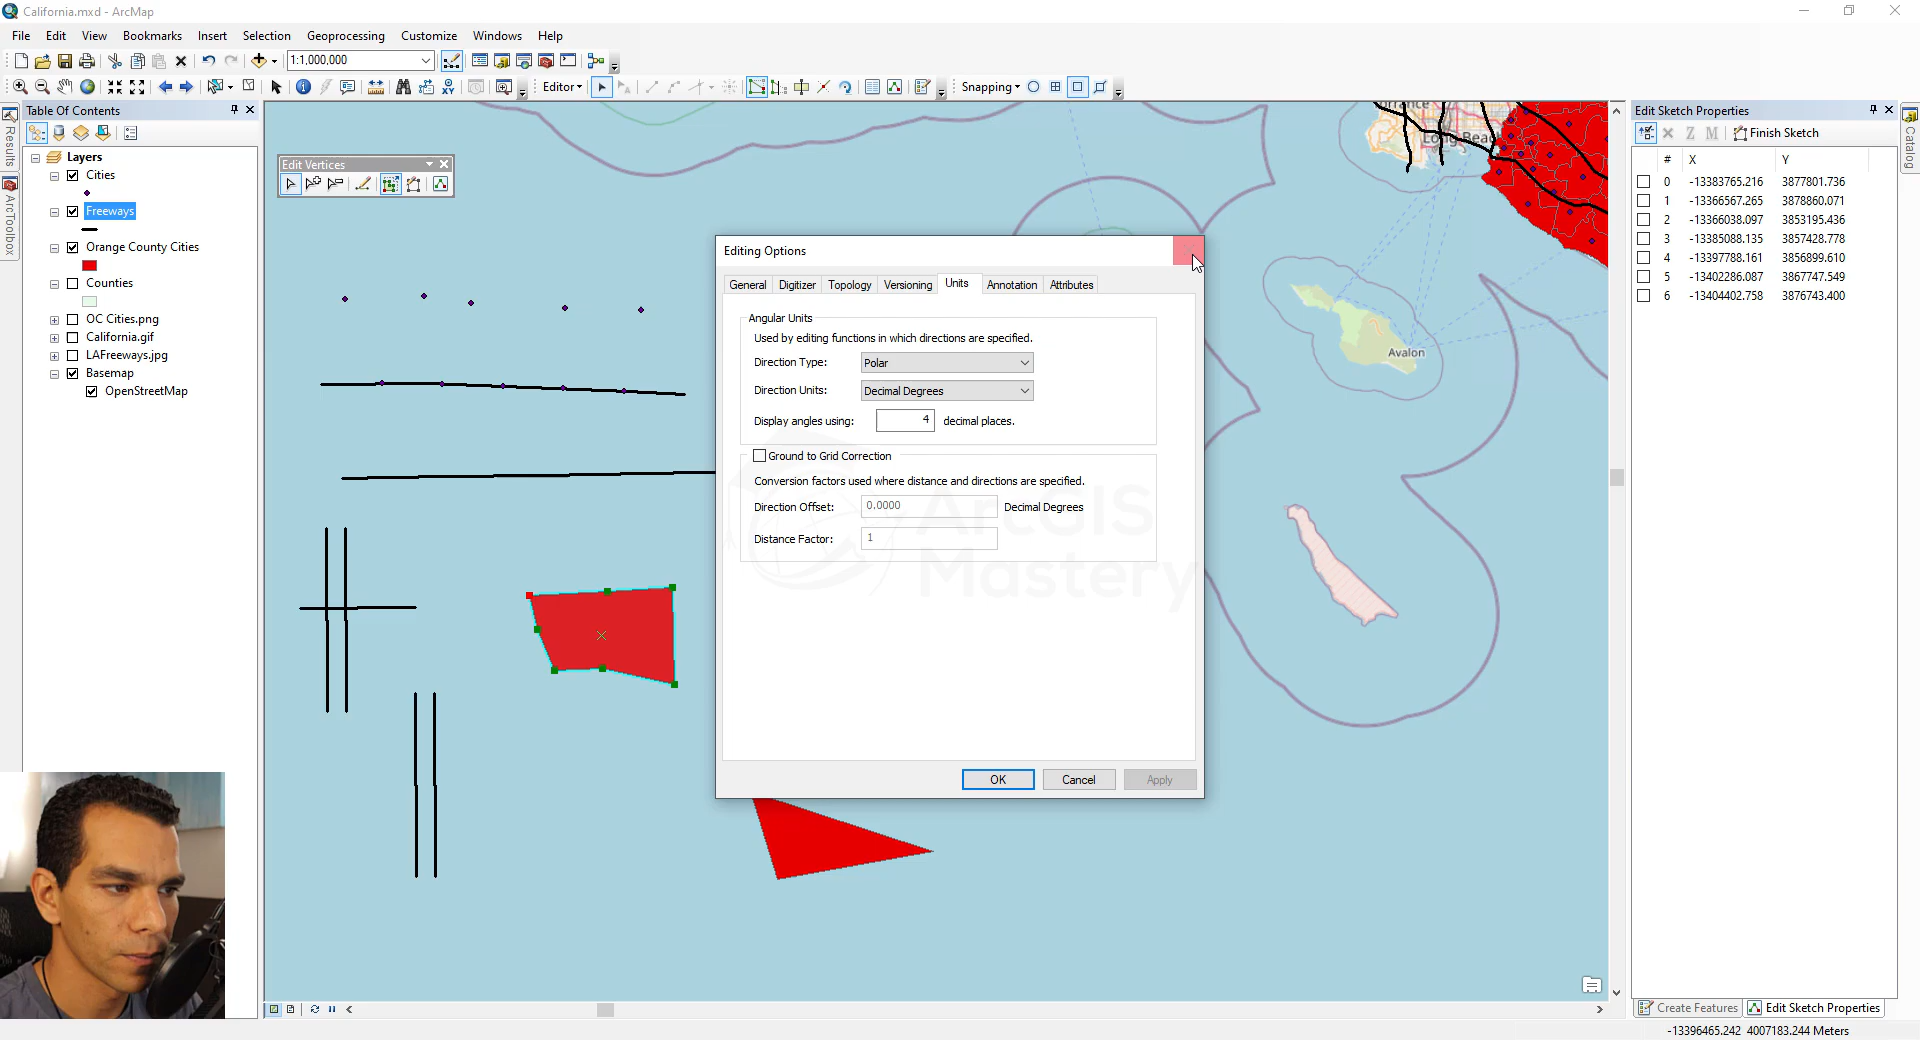 California.mxd - ArcMap
File Edit View Bookmarks Insert Selection Geoprocessing Customize Windows Help
1:1,000,000
Editor Snapping
Table Of Contents
Layers
Cities
Freeways
Orange County Cities
Counties
OC Cities.png
California.gif
LAFreeways.jpg
Basemap
OpenStreetMap
Results
ArcToolbox
Edit Vertices
Long Beach
Avalon
Editing Options
General Digitizer Topology Versioning Units Annotation Attributes
Angular Units
Used by editing functions in which directions are specified.
Direction Type: Polar
Direction Units: Decimal Degrees
Display angles using: 4 decimal places.
Ground to Grid Correction
Conversion factors used where distance and directions are specified.
Direction Offset: 0.0000 Decimal Degrees
Distance Factor: 1
ArcGIS
Mastery
OK Cancel Apply
Edit Sketch Properties
Finish Sketch
# X Y
0 -13383765.216 3877801.736
1 -13366567.265 3878860.071
2 -13366038.097 3853195.436
3 -13385088.135 3857428.778
4 -13397788.161 3856899.610
5 -13402286.087 3867747.549
6 -13404402.758 3876743.400
Catalog
Create Features Edit Sketch Properties
-13396465.242 4007183.244 Meters